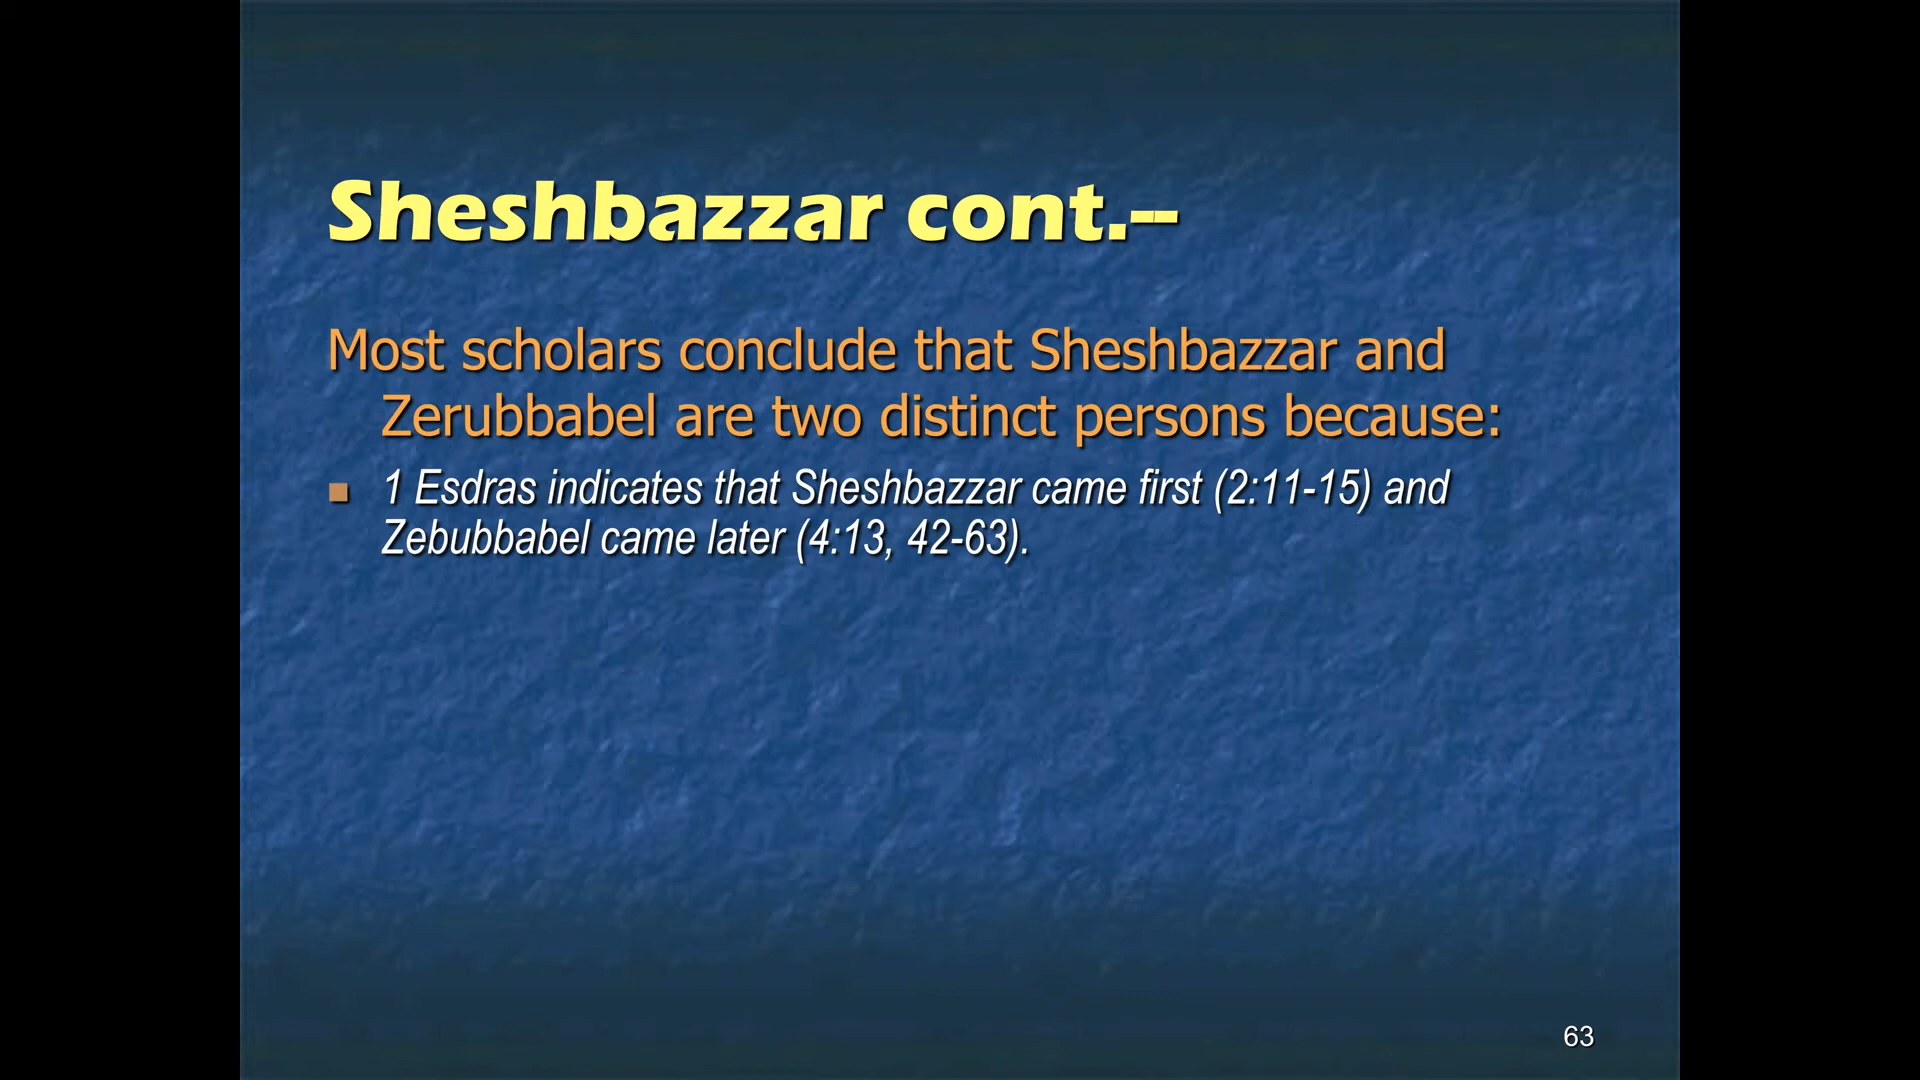 Sheshbazzar cont.--
Most scholars conclude that Sheshbazzar and
Zerubbabel are two distinct persons because:
■ 1 Esdras indicates that Sheshbazzar came first (2:11-15) and
Zebubbabel came later (4:13, 42-63).
63